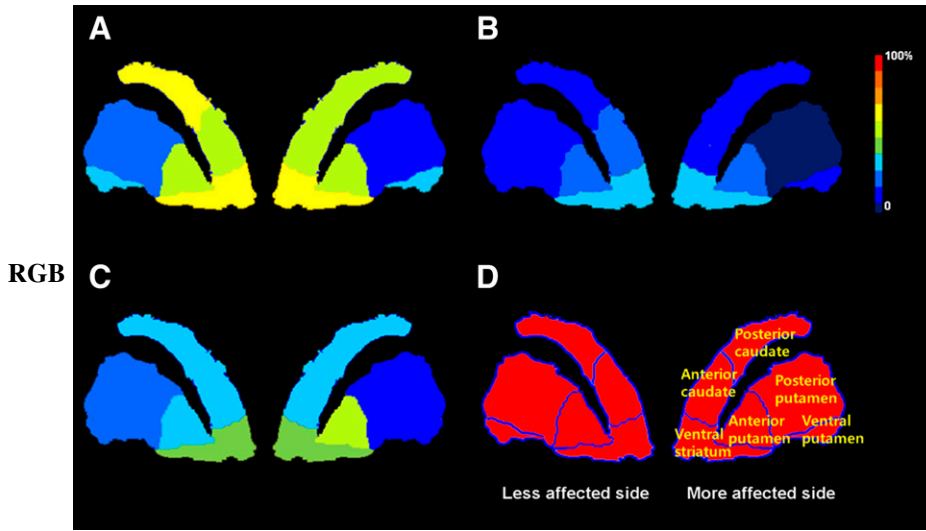 A
B
100%
0
RGB
C
D
Posterior
caudate
Anterior
caudate
Posterior
putamen
Anterior
putamen
Ventral
putamen
Ventral
striatum
Less affected side
More affected side